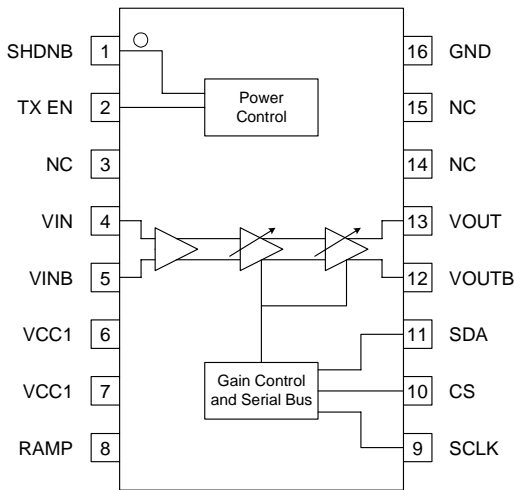 SHDNB 1 16 GND
Power
Control
TX EN 2 15 NC
NC 3 14 NC
VIN 4 13 VOUT
VINB 5 12 VOUTB
VCC1 6 11 SDA
Gain Control
and Serial Bus
VCC1 7 10 CS
RAMP 8 9 SCLK